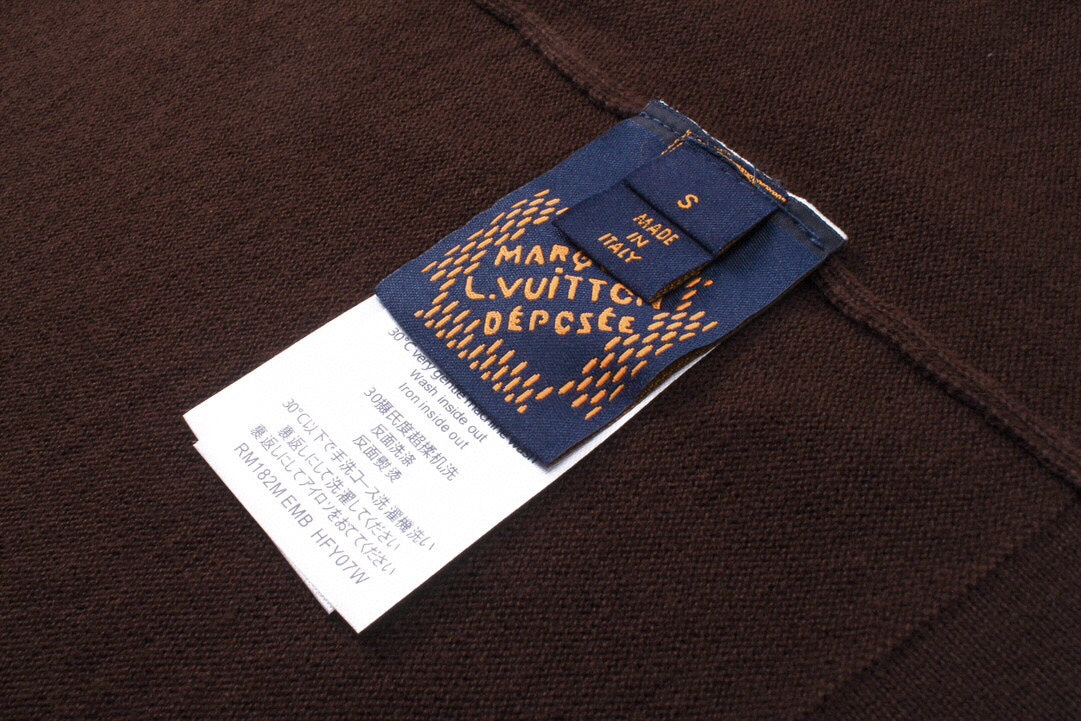 S
MADE
IN
ITALY
MARQ
L.VUITTON
DÉPOSÉE
30°C very gentle machine
Wash inside out
Iron inside out
30摄氏度超柔机洗
反面洗涤
反面熨烫
30°C以下で手洗コース洗濯機洗い
裏返しにして洗濯してください
裏返しにしてアイロンをおててください
RM182M EMB HFY07W